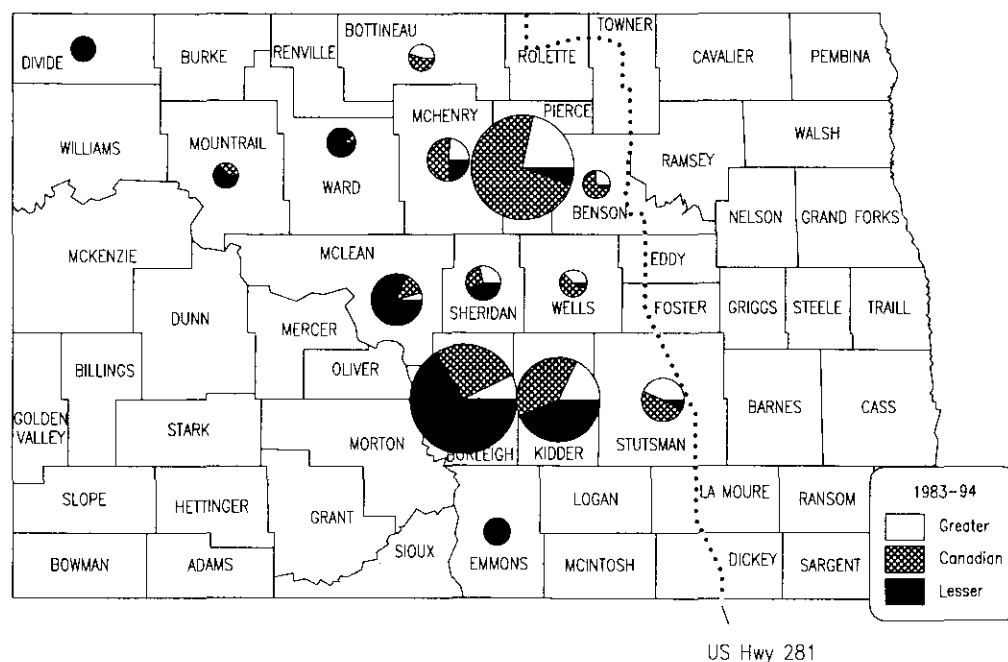 DIVIDE
BURKE
RENVILLE
BOTTINEAU
ROLETTE
TOWNER
CAVALIER
PEMBINA
WILLIAMS
MOUNTRAIL
WARD
MCHENRY
PIERCE
RAMSEY
WALSH
BENSON
NELSON
GRAND FORKS
MCKENZIE
MCLEAN
SHERIDAN
WELLS
EDDY
FOSTER
GRIGGS
STEELE
TRAILL
DUNN
MERCER
OLIVER
BILLINGS
GOLDEN
VALLEY
STARK
MORTON
BURLEIGH
KIDDER
STUTSMAN
BARNES
CASS
SLOPE
HETTINGER
GRANT
SIOUX
EMMONS
LOGAN
LA MOURE
RANSOM
BOWMAN
ADAMS
MCINTOSH
DICKEY
SARGENT
1983-94
Greater
Canadian
Lesser
US Hwy 281